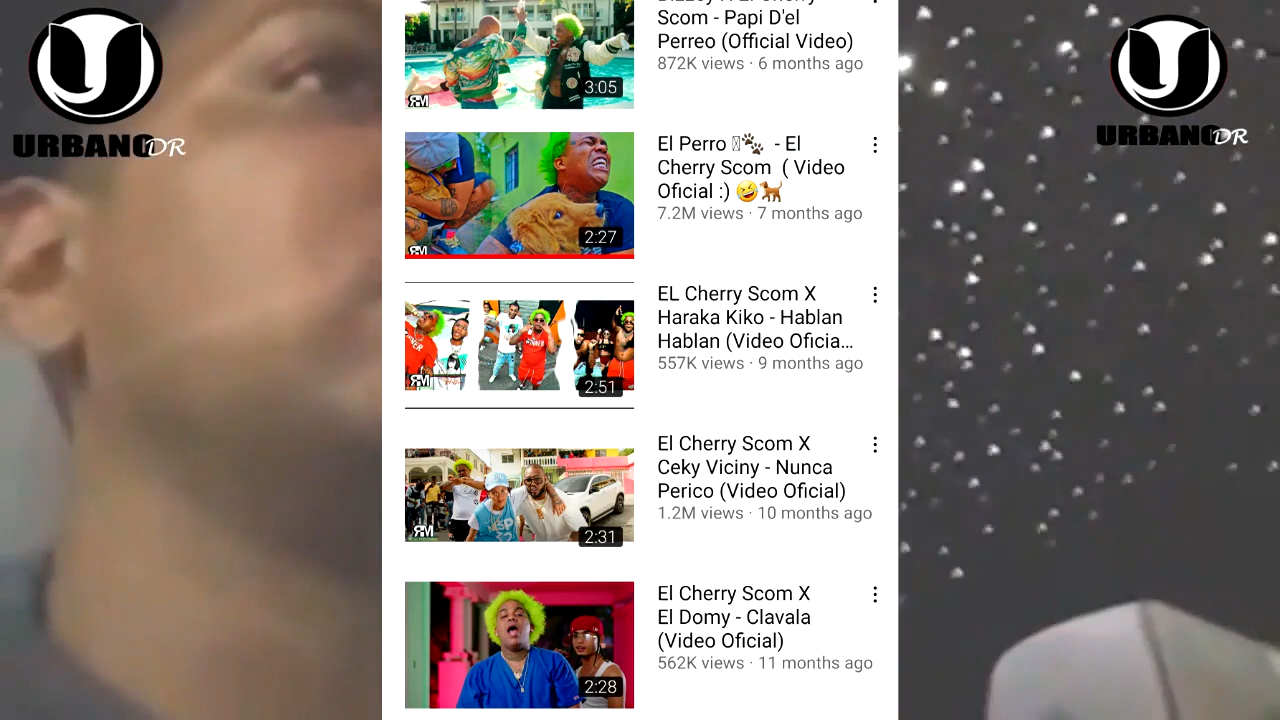 URBANO DR
Scom - Papi D'el
Perreo (Official Video)
872K views · 6 months ago
3:05
RM
El Perro 🐾 - El
Cherry Scom ( Video
Oficial :) 🤣🐕
7.2M views · 7 months ago
2:27
RM
EL Cherry Scom X
Haraka Kiko - Hablan
Hablan (Video Oficia...
557K views · 9 months ago
2:51
RM
El Cherry Scom X
Ceky Viciny - Nunca
Perico (Video Oficial)
1.2M views · 10 months ago
2:31
RM
El Cherry Scom X
El Domy - Clavala
(Video Oficial)
562K views · 11 months ago
2:28
URBANO DR